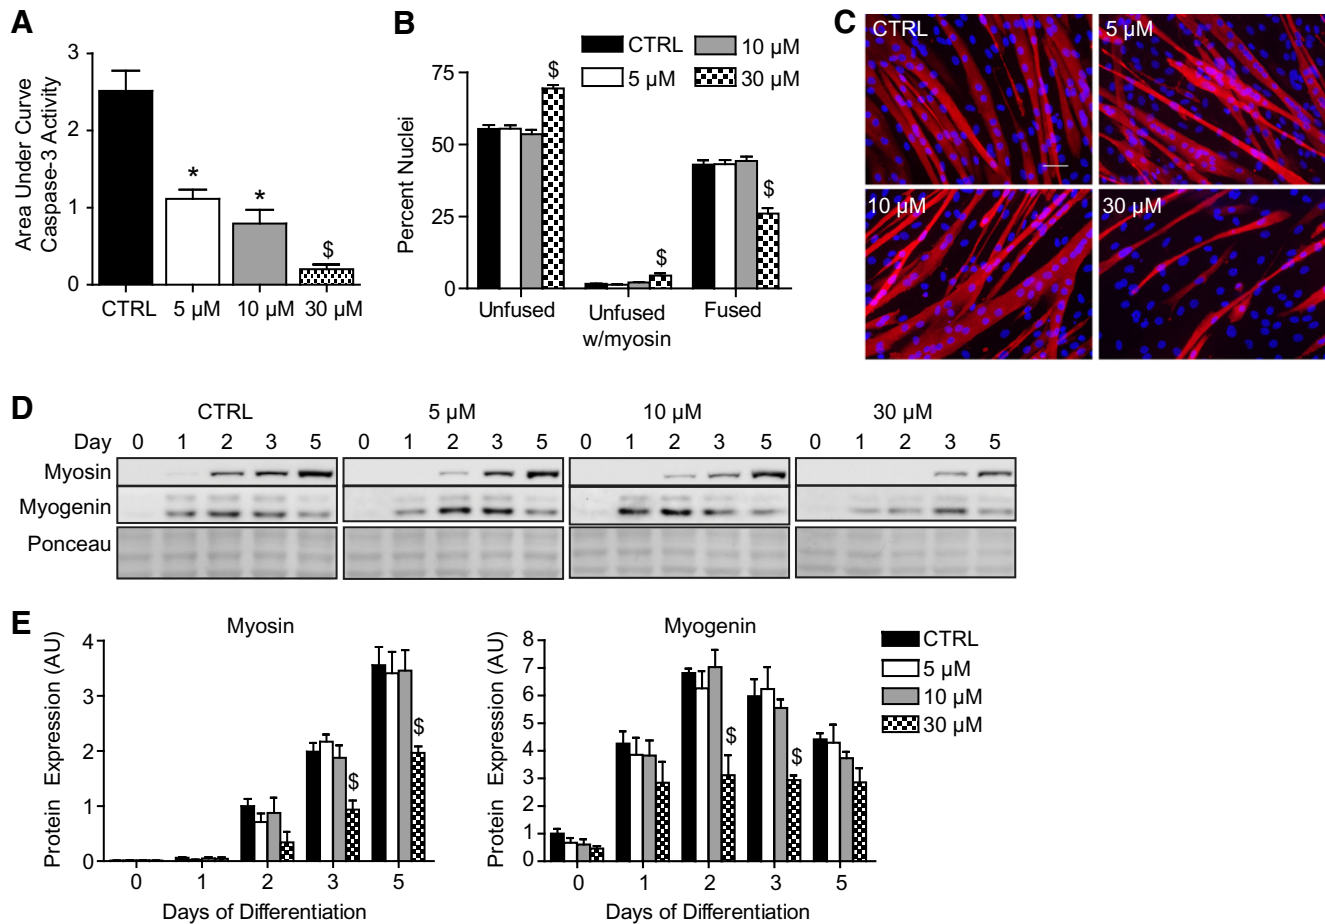 A
Area Under Curve
Caspase-3 Activity
3
2
1
0
*
*
$
CTRL 5 µM 10 µM 30 µM
B
CTRL 10 µM
5 µM 30 µM
Percent Nuclei
75
50
25
0
$
$
$
Unfused Unfused w/myosin Fused
C
CTRL
5 µM
10 µM
30 µM
D
CTRL 5 µM 10 µM 30 µM
Day 0 1 2 3 5 0 1 2 3 5 0 1 2 3 5 0 1 2 3 5
Myosin
Myogenin
Ponceau
E
Myosin
Protein Expression (AU)
4
3
2
1
0
$
$
0 1 2 3 5
Days of Differentiation
Myogenin
Protein Expression (AU)
8
7
6
5
4
3
2
1
0
$
$
0 1 2 3 5
Days of Differentiation
CTRL
5 µM
10 µM
30 µM